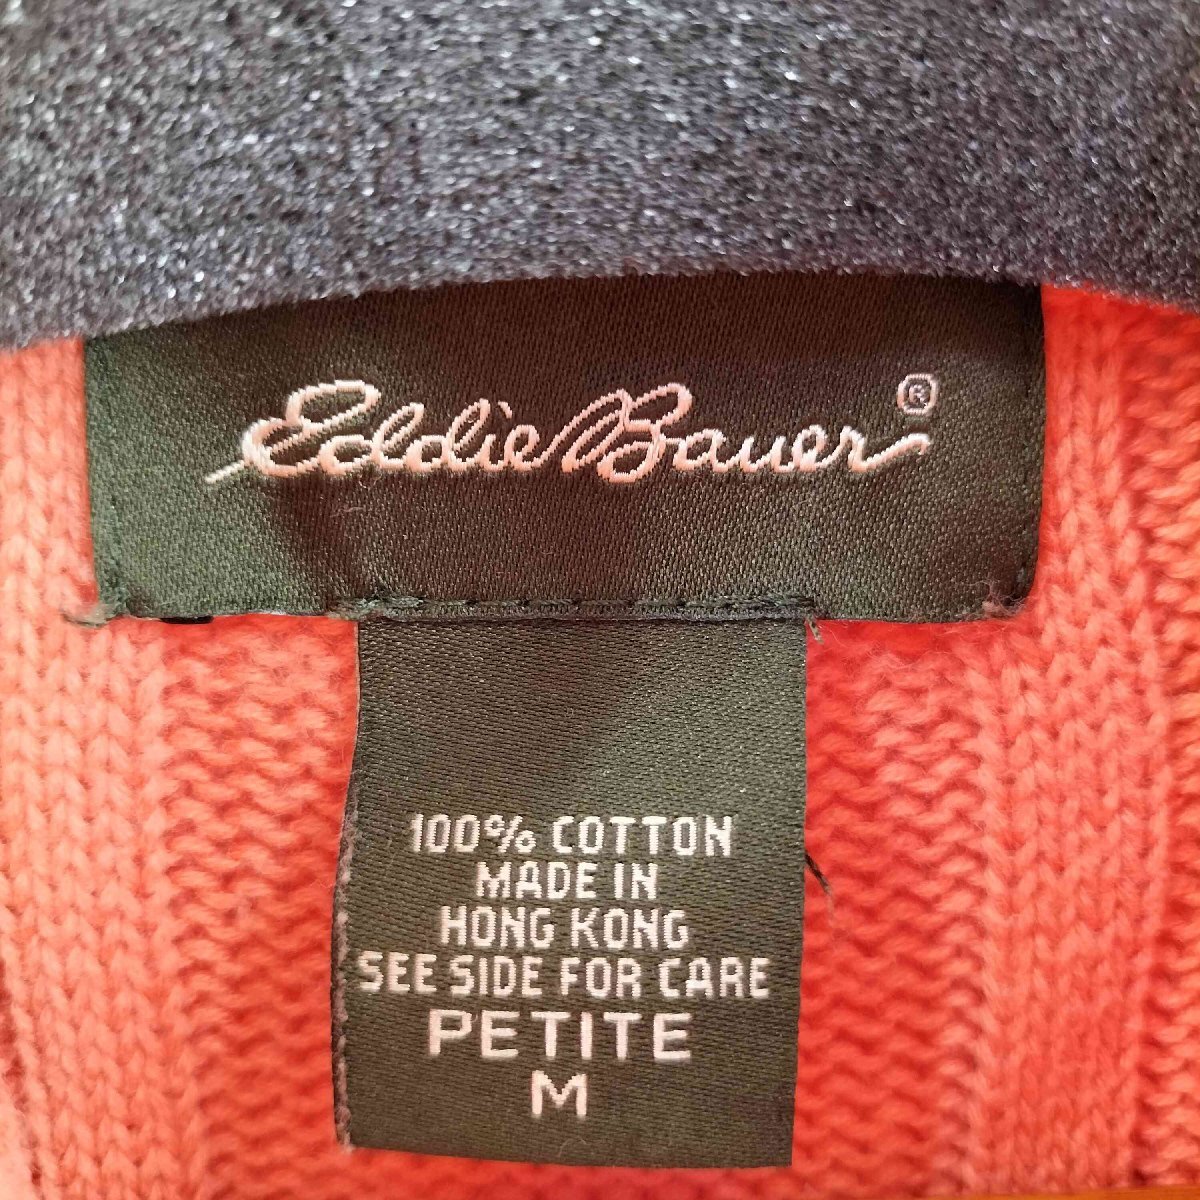 Eddie Bauer ®
100% COTTON
MADE IN
HONG KONG
SEE SIDE FOR CARE
PETITE
M